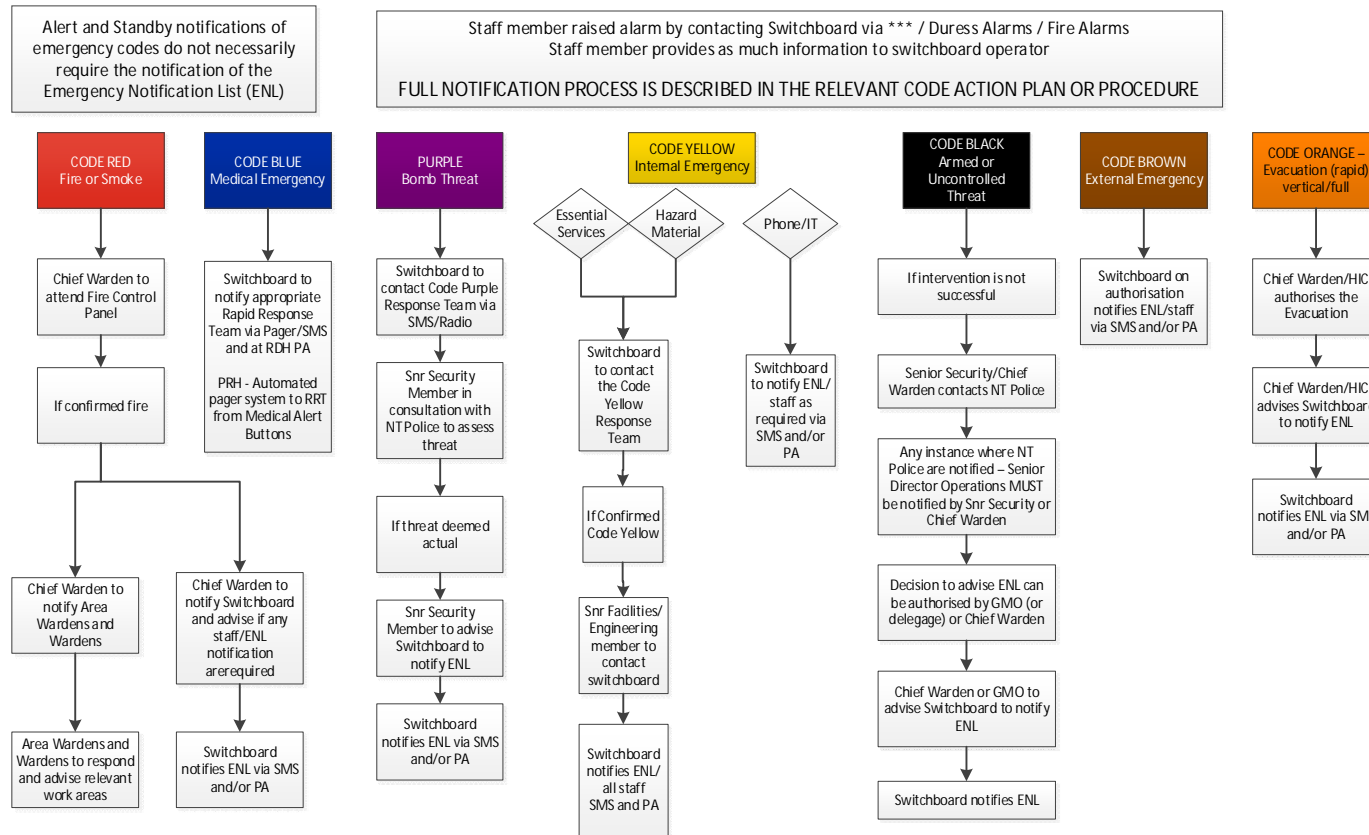 Alert and Standby notifications of
emergency codes do not necessarily
require the notification of the
Emergency Notification List (ENL)
Staff member raised alarm by contacting Switchboard via *** / Duress Alarms / Fire Alarms
Staff member provides as much information to switchboard operator
FULL NOTIFICATION PROCESS IS DESCRIBED IN THE RELEVANT CODE ACTION PLAN OR PROCEDURE
CODE RED
Fire or Smoke
Chief Warden to
attend Fire Control
Panel
If confirmed fire
Chief Warden to
notify Area
Wardens and
Wardens
Area Wardens and
Wardens to respond
and advise relevant
work areas
Chief Warden to
notify Switchboard
and advise if any
staff/ENL
notification
arerequired
Switchboard
notifies ENL via SMS
and/or PA
CODE BLUE
Medical Emergency
Switchboard to
notify appropriate
Rapid Response
Team via Pager/SMS
and at RDH PA
PRH - Automated
pager system to RRT
from Medical Alert
Buttons
PURPLE
Bomb Threat
Switchboard to
contact Code Purple
Response Team via
SMS/Radio
Snr Security
Member in
consultation with
NT Police to assess
threat
If threat deemed
actual
Snr Security
Member to advise
Switchboard to
notify ENL
Switchboard
notifies ENL via SMS
and/or PA
CODE YELLOW
Internal Emergency
Essential
Services
Hazard
Material
Phone/IT
Switchboard
to contact
the Code
Yellow
Response
Team
If Confirmed
Code Yellow
Snr Facilities/
Engineering
member to
contact
switchboard
Switchboard
notifies ENL/
all staff
SMS and PA
Switchboard
to notify ENL/
staff as
required via
SMS and/or
PA
CODE BLACK
Armed or
Uncontrolled
Threat
If intervention is not
successful
Senior Security/Chief
Warden contacts NT Police
Any instance where NT
Police are notified – Senior
Director Operations MUST
be notified by Snr Security or
Chief Warden
Decision to advise ENL can
be authorised by GMO (or
delegage) or Chief Warden
Chief Warden or GMO to
advise Switchboard to notify
ENL
Switchboard notifies ENL
CODE BROWN
External Emergency
Switchboard on
authorisation
notifies ENL/staff
via SMS and/or PA
CODE ORANGE –
Evacuation (rapid)
vertical/full
Chief Warden/HIC
authorises the
Evacuation
Chief Warden/HIC
advises Switchboard
to notify ENL
Switchboard
notifies ENL via SM
and/or PA